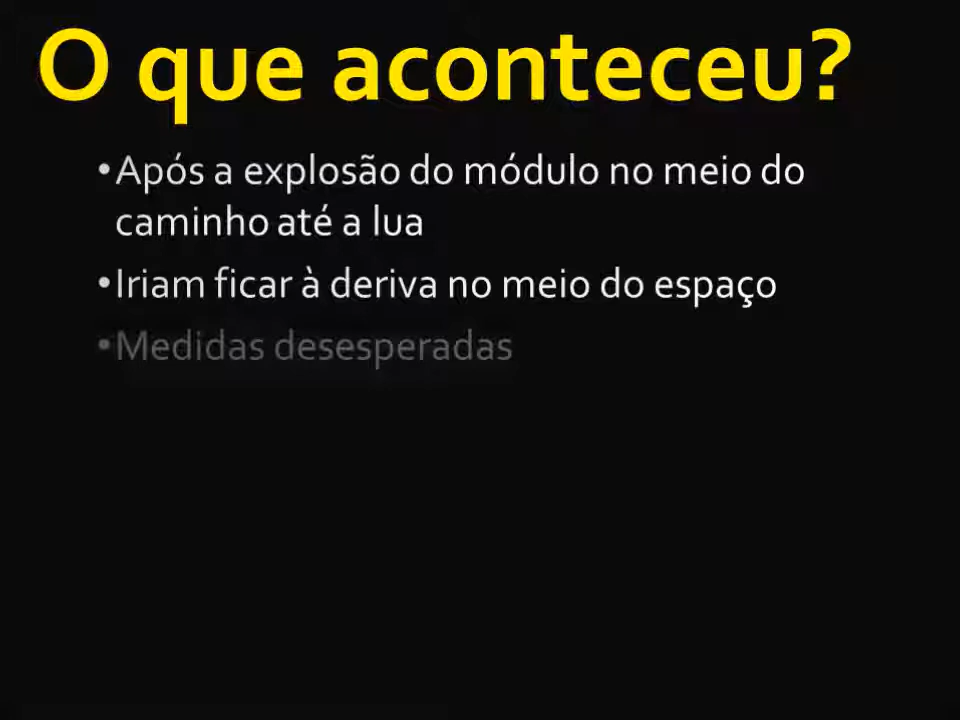 O que aconteceu?
•Após a explosão do módulo no meio do
caminho até a lua
•Iriam ficar à deriva no meio do espaço
•Medidas desesperadas